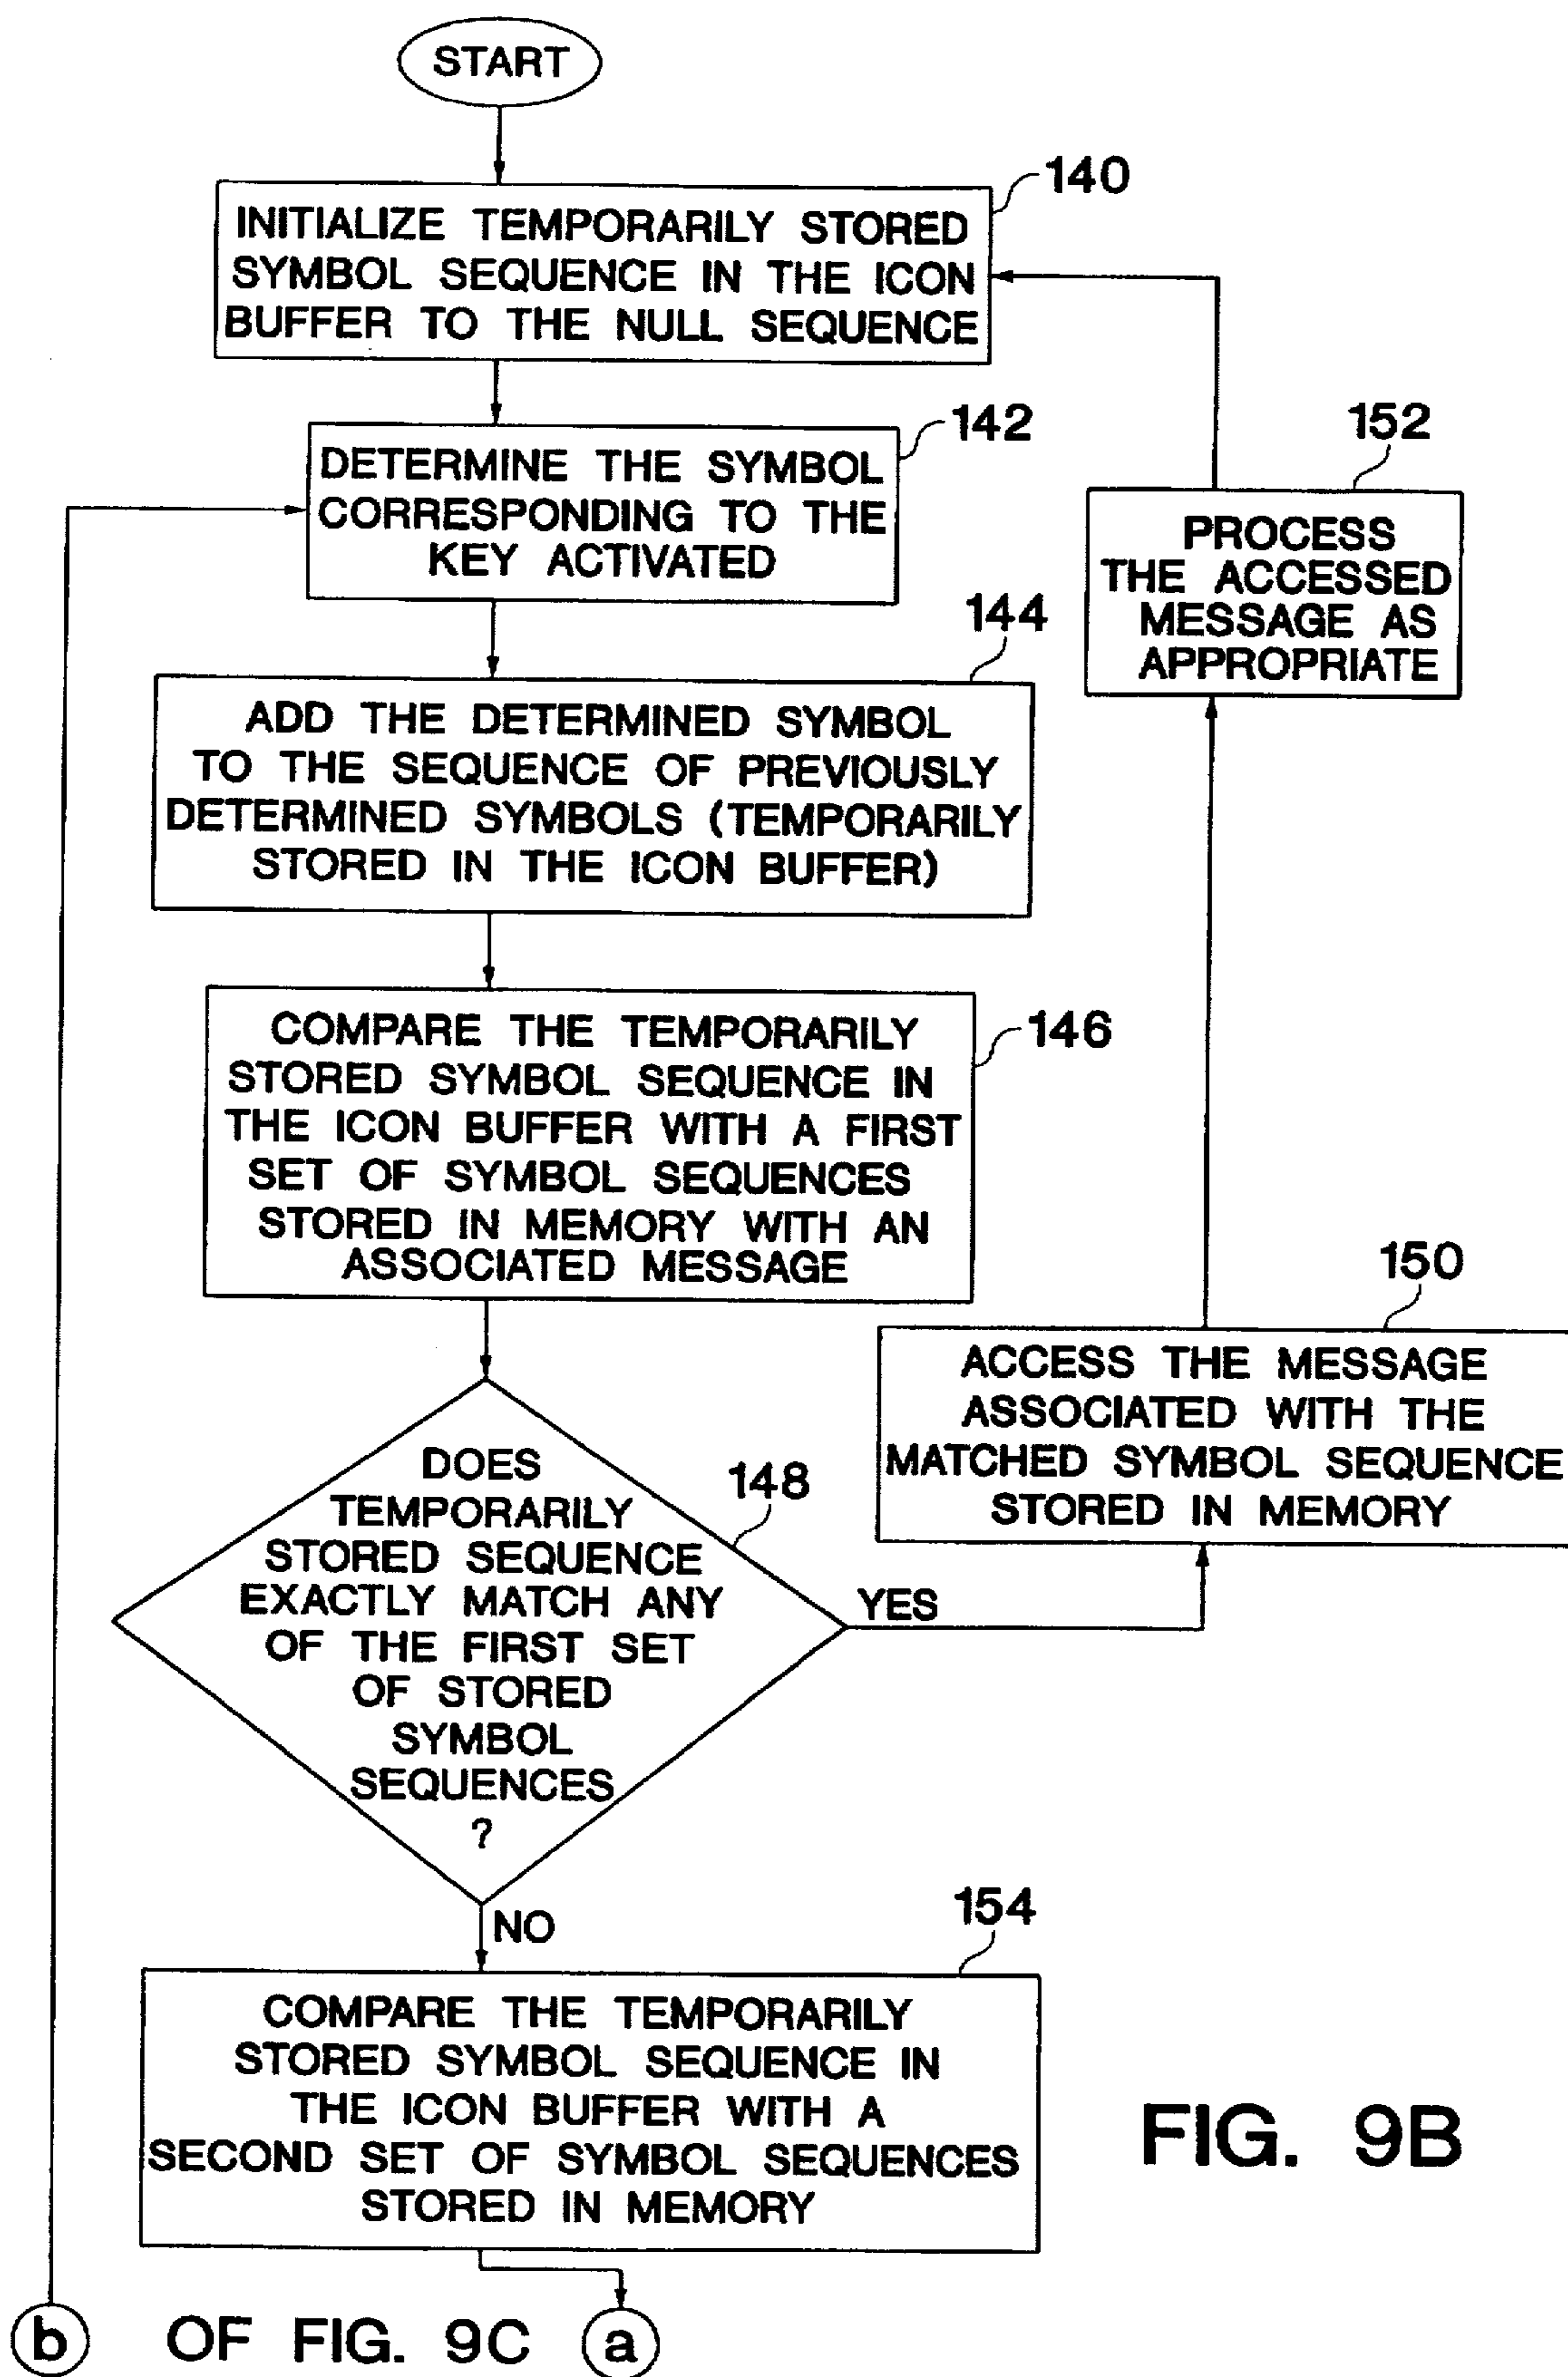 START
140
INITIALIZE TEMPORARILY STORED
SYMBOL SEQUENCE IN THE ICON
BUFFER TO THE NULL SEQUENCE
142
DETERMINE THE SYMBOL
CORRESPONDING TO THE
KEY ACTIVATED
152
PROCESS
THE ACCESSED
MESSAGE AS
APPROPRIATE
144
ADD THE DETERMINED SYMBOL
TO THE SEQUENCE OF PREVIOUSLY
DETERMINED SYMBOLS (TEMPORARILY
STORED IN THE ICON BUFFER)
146
COMPARE THE TEMPORARILY
STORED SYMBOL SEQUENCE IN
THE ICON BUFFER WITH A FIRST
SET OF SYMBOL SEQUENCES
STORED IN MEMORY WITH AN
ASSOCIATED MESSAGE
150
ACCESS THE MESSAGE
ASSOCIATED WITH THE
MATCHED SYMBOL SEQUENCE
STORED IN MEMORY
148
DOES
TEMPORARILY
STORED SEQUENCE
EXACTLY MATCH ANY
OF THE FIRST SET
OF STORED
SYMBOL
SEQUENCES
?
YES
NO
154
COMPARE THE TEMPORARILY
STORED SYMBOL SEQUENCE IN
THE ICON BUFFER WITH A
SECOND SET OF SYMBOL SEQUENCES
STORED IN MEMORY
FIG. 9B
b OF FIG. 9C a